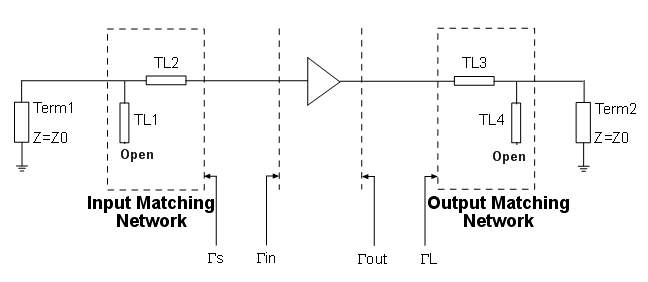 TL2
TL3
Term1
Z=Z0
TL1
Open
TL4
Open
Term2
Z=Z0
Input Matching
Network
Output Matching
Network
Γs
Γin
Γout
ΓL